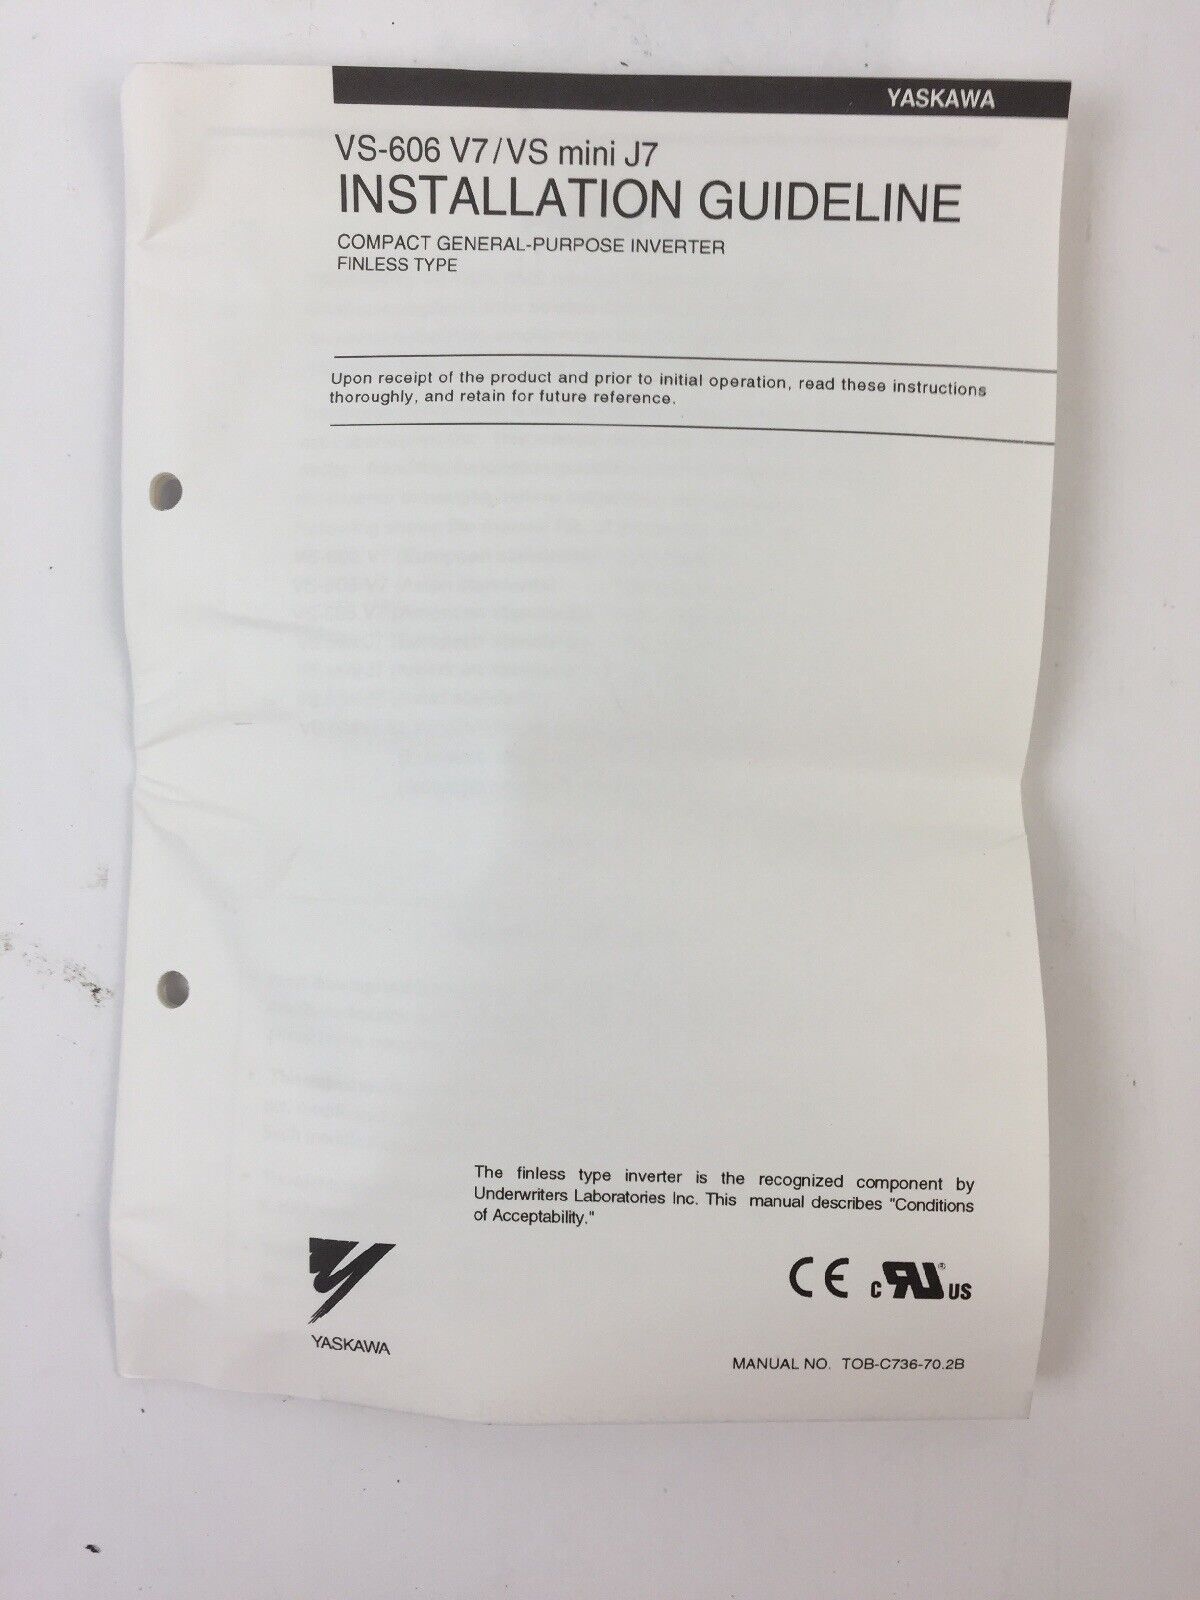 YASKAWA
VS-606 V7/VS mini J7
INSTALLATION GUIDELINE
COMPACT GENERAL-PURPOSE INVERTER
FINLESS TYPE
Upon receipt of the product and prior to initial operation, read these instructions
thoroughly, and retain for future reference.
The finless type inverter is the recognized component by
Underwriters Laboratories Inc. This manual describes "Conditions
of Acceptability."
CE c RU ® US
YASKAWA
MANUAL NO. TOB-C736-70.2B